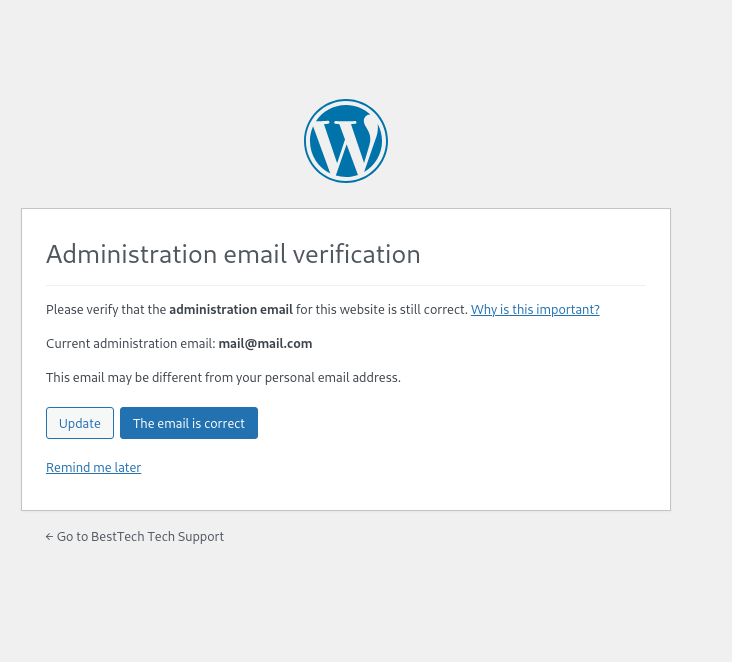 Administration email verification
Please verify that the administration email for this website is still correct. Why is this important?
Current administration email: mail@mail.com
This email may be different from your personal email address.
Update The email is correct
Remind me later
← Go to BestTech Tech Support